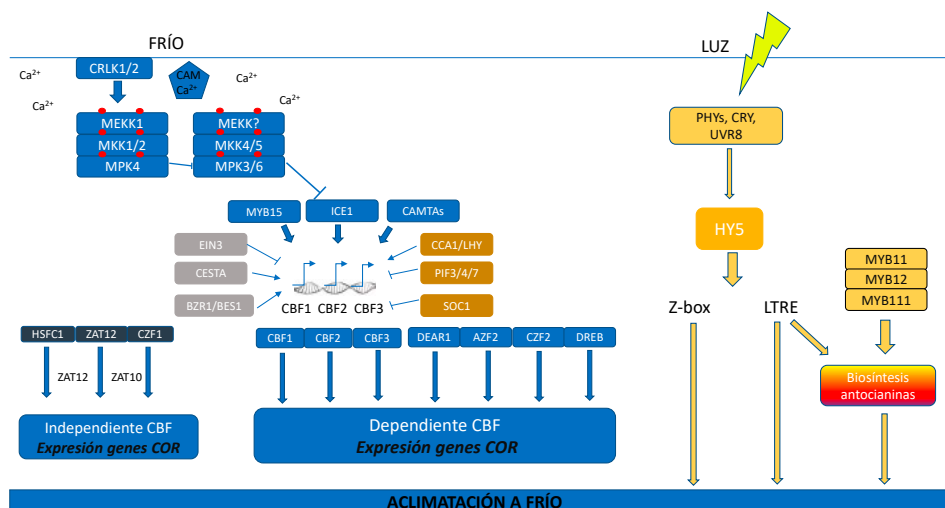 FRÍO
LUZ
Ca²⁺
CRLK1/2
CAM
Ca²⁺
Ca²⁺
Ca²⁺
Ca²⁺
MEKK1
MKK1/2
MPK4
MEKK?
MKK4/5
MPK3/6
PHYs, CRY,
UVR8
MYB15
ICE1
CAMTAs
HY5
EIN3
CESTA
BZR1/BES1
CCA1/LHY
PIF3/4/7
SOC1
CBF1
CBF2
CBF3
MYB11
MYB12
MYB111
Z-box
LTRE
HSFC1
ZAT12
CZF1
CBF1
CBF2
CBF3
DEAR1
AZF2
CZF2
DREB
ZAT12
ZAT10
Biosíntesis
antocianinas
Independiente CBF
Expresión genes COR
Dependiente CBF
Expresión genes COR
ACLIMATACIÓN A FRÍO